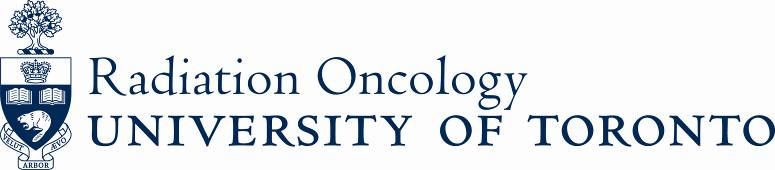 Radiation Oncology
UNIVERSITY OF TORONTO
VELUT ARBOR ÆVO